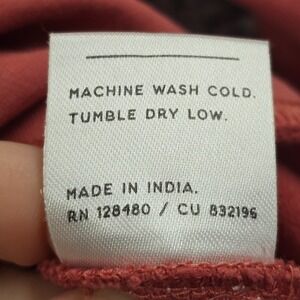 MACHINE WASH COLD.
TUMBLE DRY LOW.
MADE IN INDIA.
RN 128480 / CU 832196